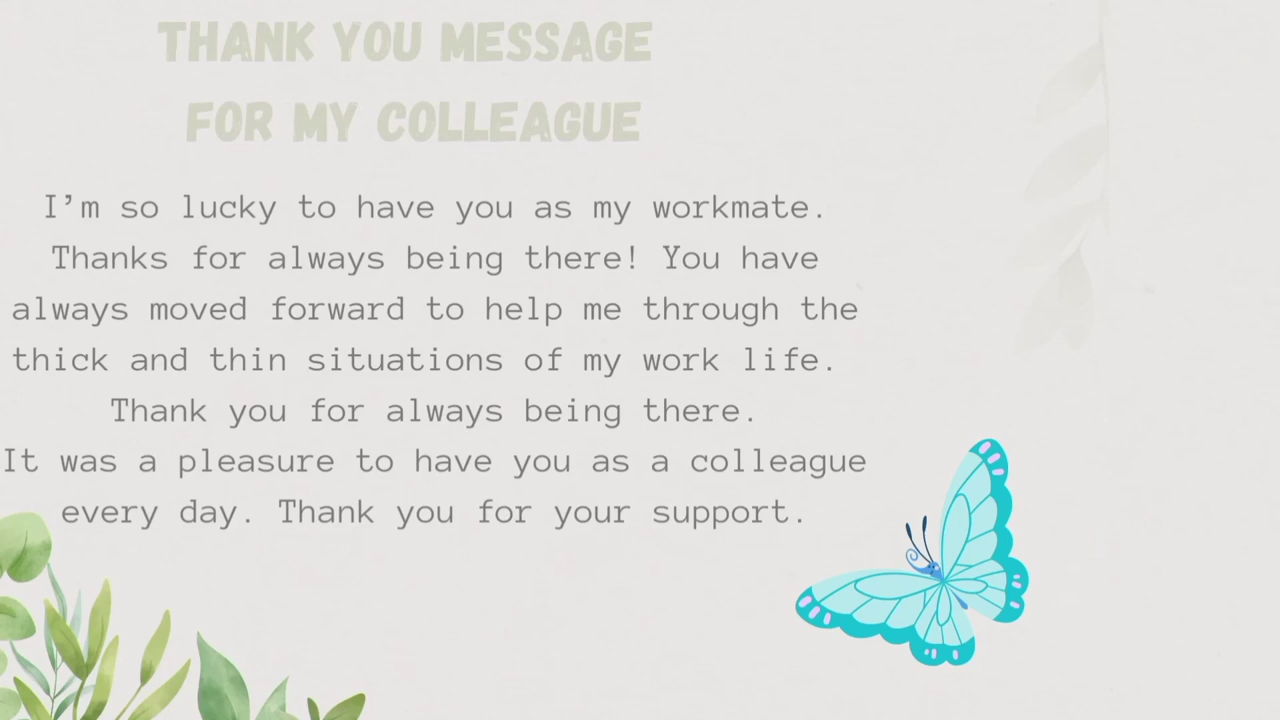 THANK YOU MESSAGE
FOR MY COLLEAGUE
I’m so lucky to have you as my workmate.
Thanks for always being there! You have
always moved forward to help me through the
thick and thin situations of my work life.
Thank you for always being there.
It was a pleasure to have you as a colleague
every day. Thank you for your support.